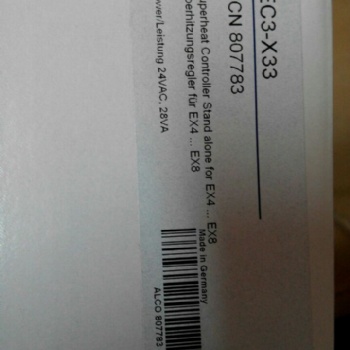 EC3-X33
PCN 807783
Superheat Controller Stand alone for EX4 ... EX8
Überhitzungsregler für EX4 ... EX8
Power/Leistung 24VAC, 28VA
Made in Germany
ALCO 807783